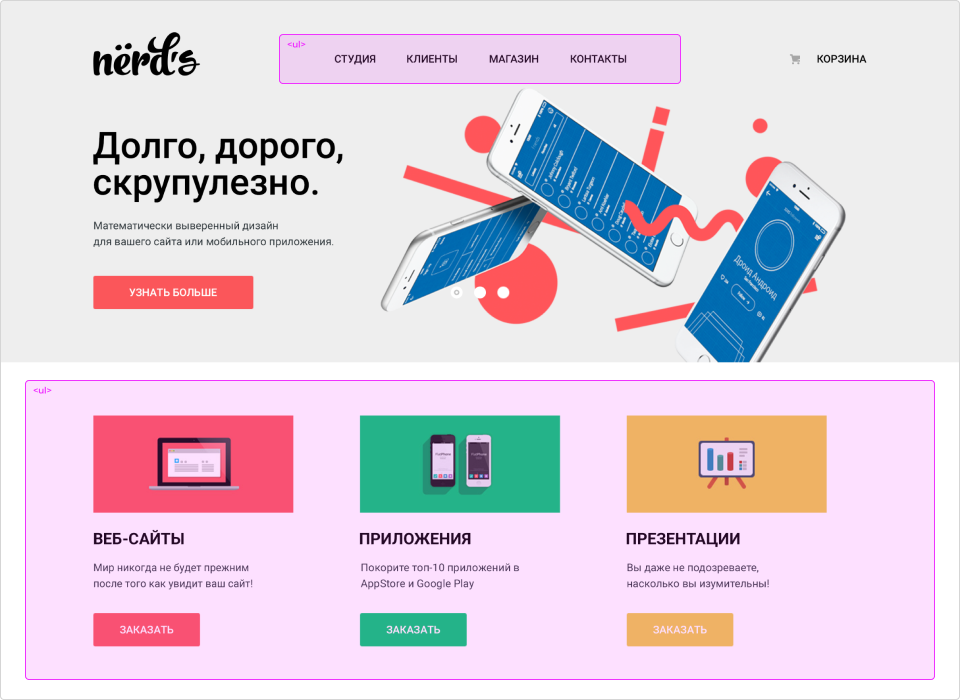 nërd's
<ul>
СТУДИЯ КЛИЕНТЫ МАГАЗИН КОНТАКТЫ
КОРЗИНА
Долго, дорого,
скрупулезно.
Математически выверенный дизайн
для вашего сайта или мобильного приложения.
УЗНАТЬ БОЛЬШЕ
Дроид Андроид
<ul>
ВЕБ-САЙТЫ
Мир никогда не будет прежним
после того как увидит ваш сайт!
ЗАКАЗАТЬ
ПРИЛОЖЕНИЯ
Покорите топ-10 приложений в
AppStore и Google Play
ЗАКАЗАТЬ
ПРЕЗЕНТАЦИИ
Вы даже не подозреваете,
насколько вы изумительны!
ЗАКАЗАТЬ